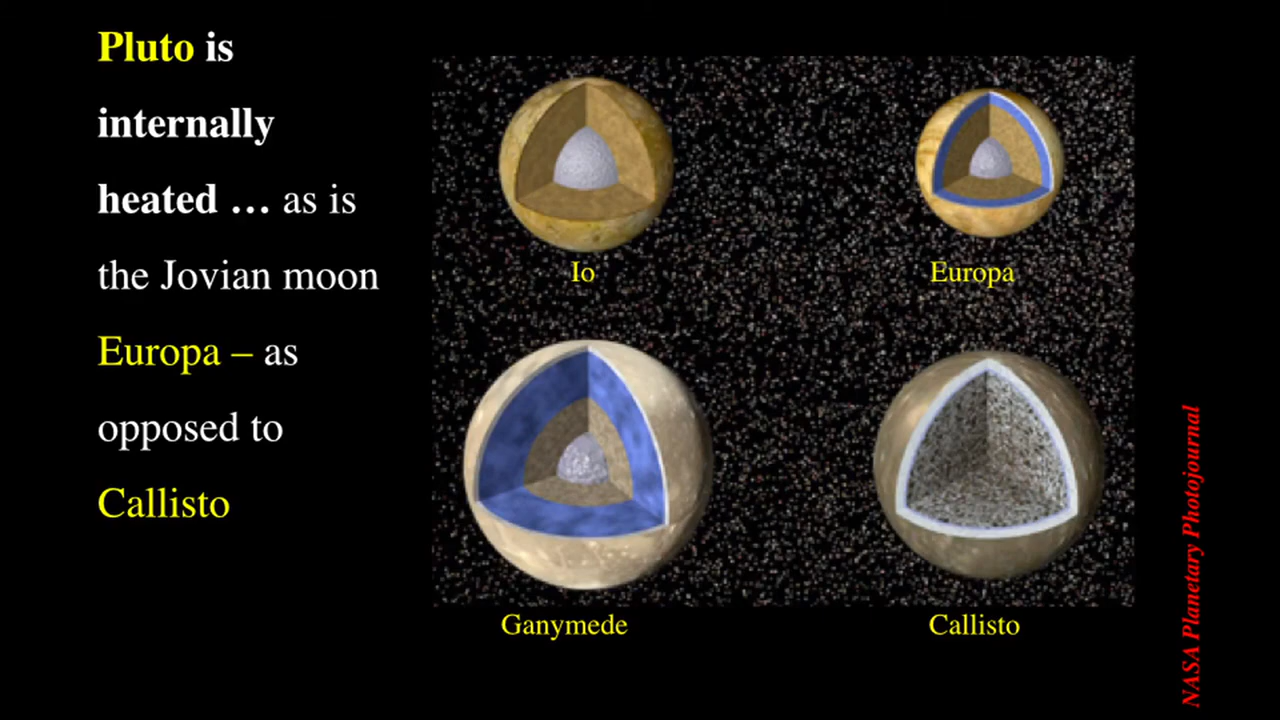 Pluto is
internally
heated … as is
the Jovian moon
Europa – as
opposed to
Callisto
Io
Europa
Ganymede
Callisto
NASA Planetary Photojournal